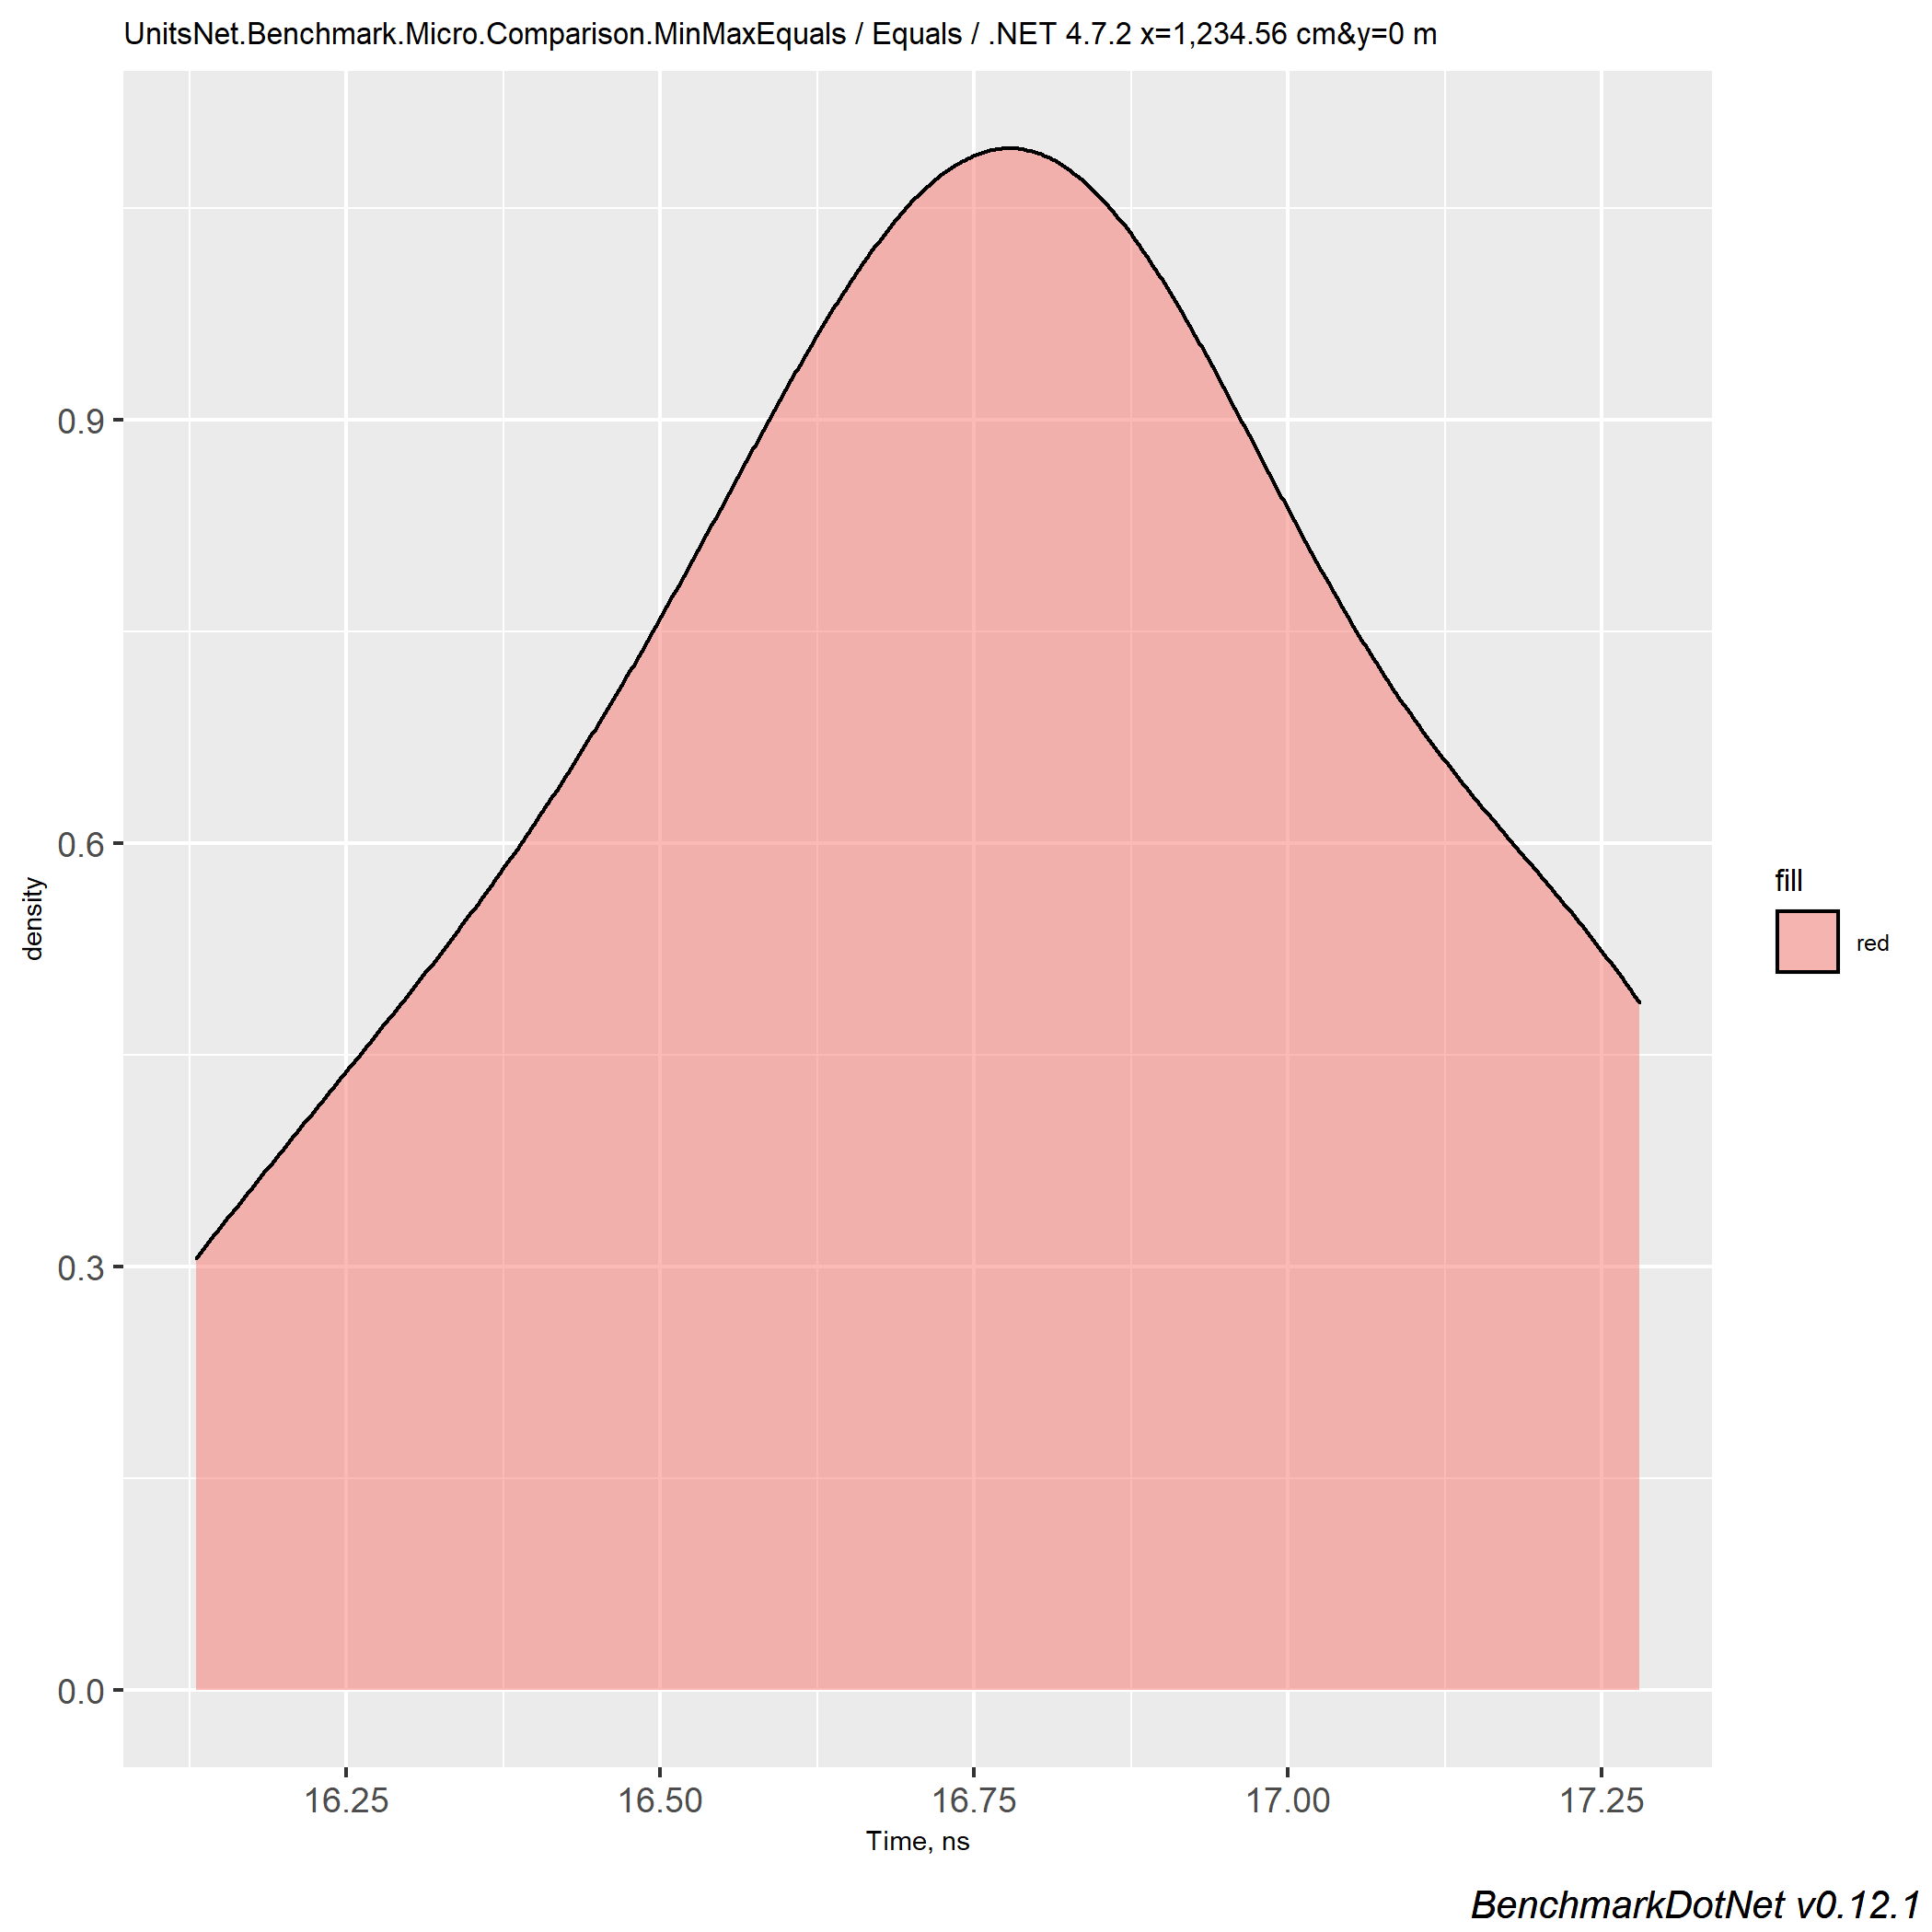 UnitsNet.Benchmark.Micro.Comparison.MinMaxEquals / Equals / .NET 4.7.2 x=1,234.56 cm&y=0 m
density
0.9
0.6
0.3
0.0
16.25 16.50 16.75 17.00 17.25
Time, ns
fill
red
BenchmarkDotNet v0.12.1